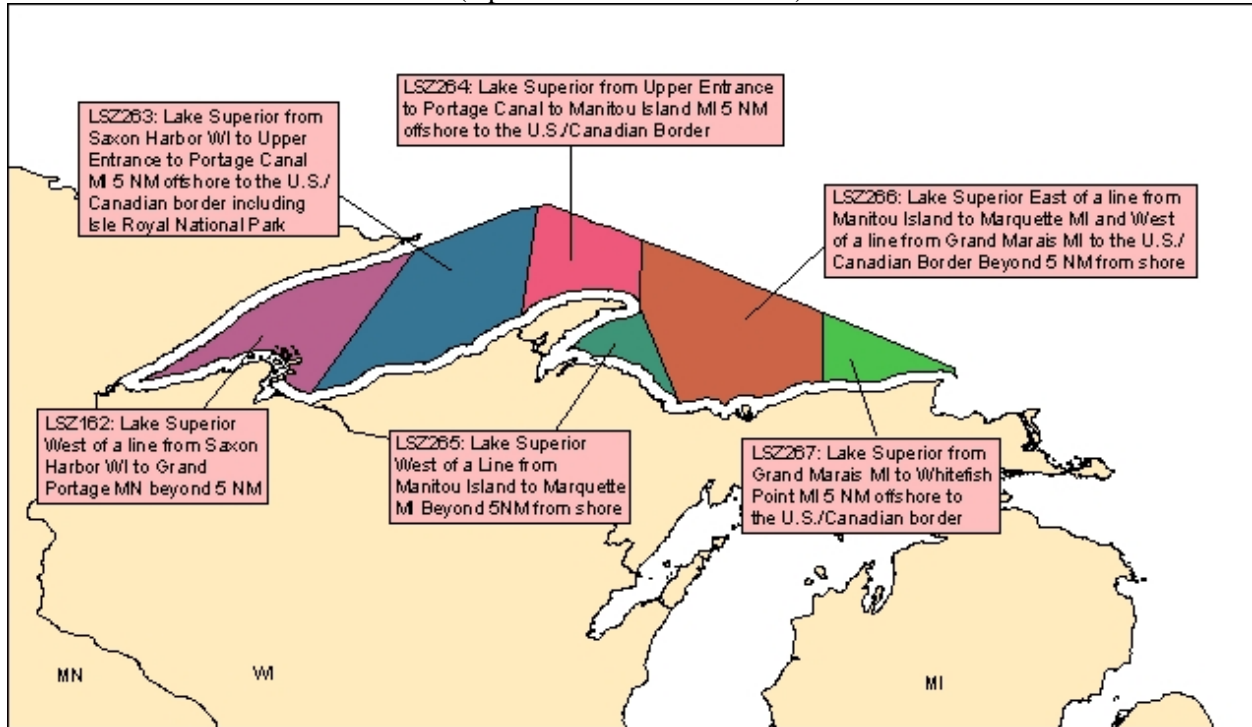 LSZ264: Lake Superior from Upper Entrance
to Portage Canal to Manitou Island MI 5 NM
offshore to the U.S./Canadian Border
LSZ263: Lake Superior from
Saxon Harbor WI to Upper
Entrance to Portage Canal
MI 5 NM offshore to the U.S./
Canadian border including
Isle Royal National Park
LSZ266: Lake Superior East of a line from
Manitou Island to Marquette MI and West
of a line from Grand Marais MI to the U.S./
Canadian Border Beyond 5 NM from shore
LSZ162: Lake Superior
West of a line from Saxon
Harbor WI to Grand
Portage MN beyond 5 NM
LSZ265: Lake Superior
West of a Line from
Manitou Island to Marquette
MI Beyond 5NM from shore
LSZ267: Lake Superior from
Grand Marais MI to Whitefish
Point MI 5 NM offshore to
the U.S./Canadian border
MN
WI
MI